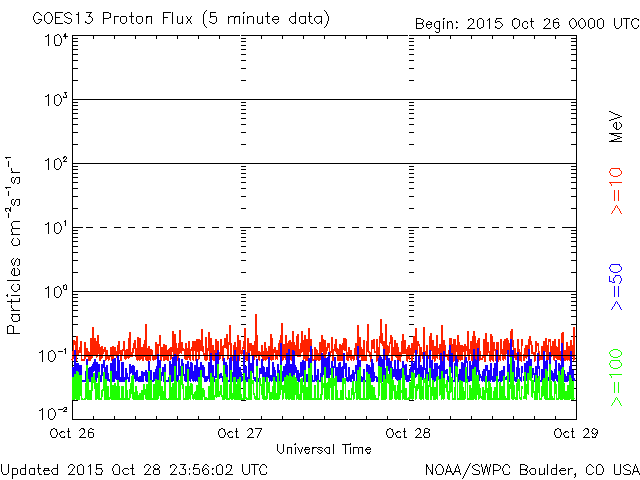 GOES13 Proton Flux (5 minute data)
Begin: 2015 Oct 26 0000 UTC
Particles cm⁻²s⁻¹sr⁻¹
10⁴
10³
10²
10¹
10⁰
10⁻¹
10⁻²
MeV
>=10
>=50
>=100
Oct 26 Oct 27 Oct 28 Oct 29
Universal Time
Updated 2015 Oct 28 23:56:02 UTC
NOAA/SWPC Boulder, CO USA